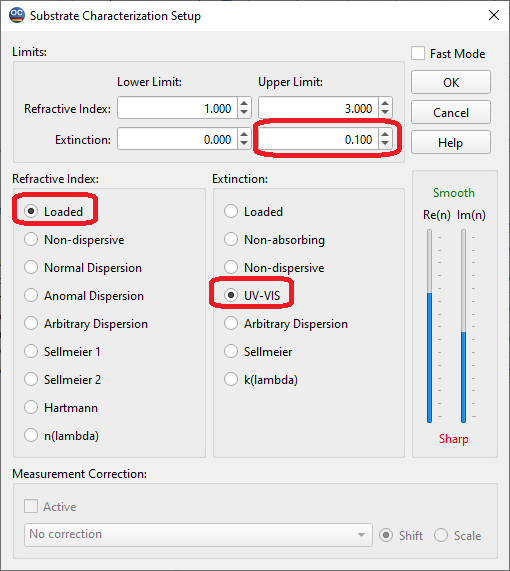 OC Substrate Characterization Setup
Limits:
Fast Mode
Lower Limit: Upper Limit:
OK
Refractive Index: 1.000 3.000
Cancel
Extinction: 0.000 0.100
Help
Refractive Index: Extinction:
Loaded Loaded
Non-dispersive Non-absorbing
Normal Dispersion Non-dispersive
Anomal Dispersion UV-VIS
Arbitrary Dispersion Arbitrary Dispersion
Sellmeier 1 Sellmeier
Sellmeier 2 k(lambda)
Hartmann
n(lambda)
Smooth
Re(n) Im(n)
Sharp
Measurement Correction:
Active
No correction Shift Scale